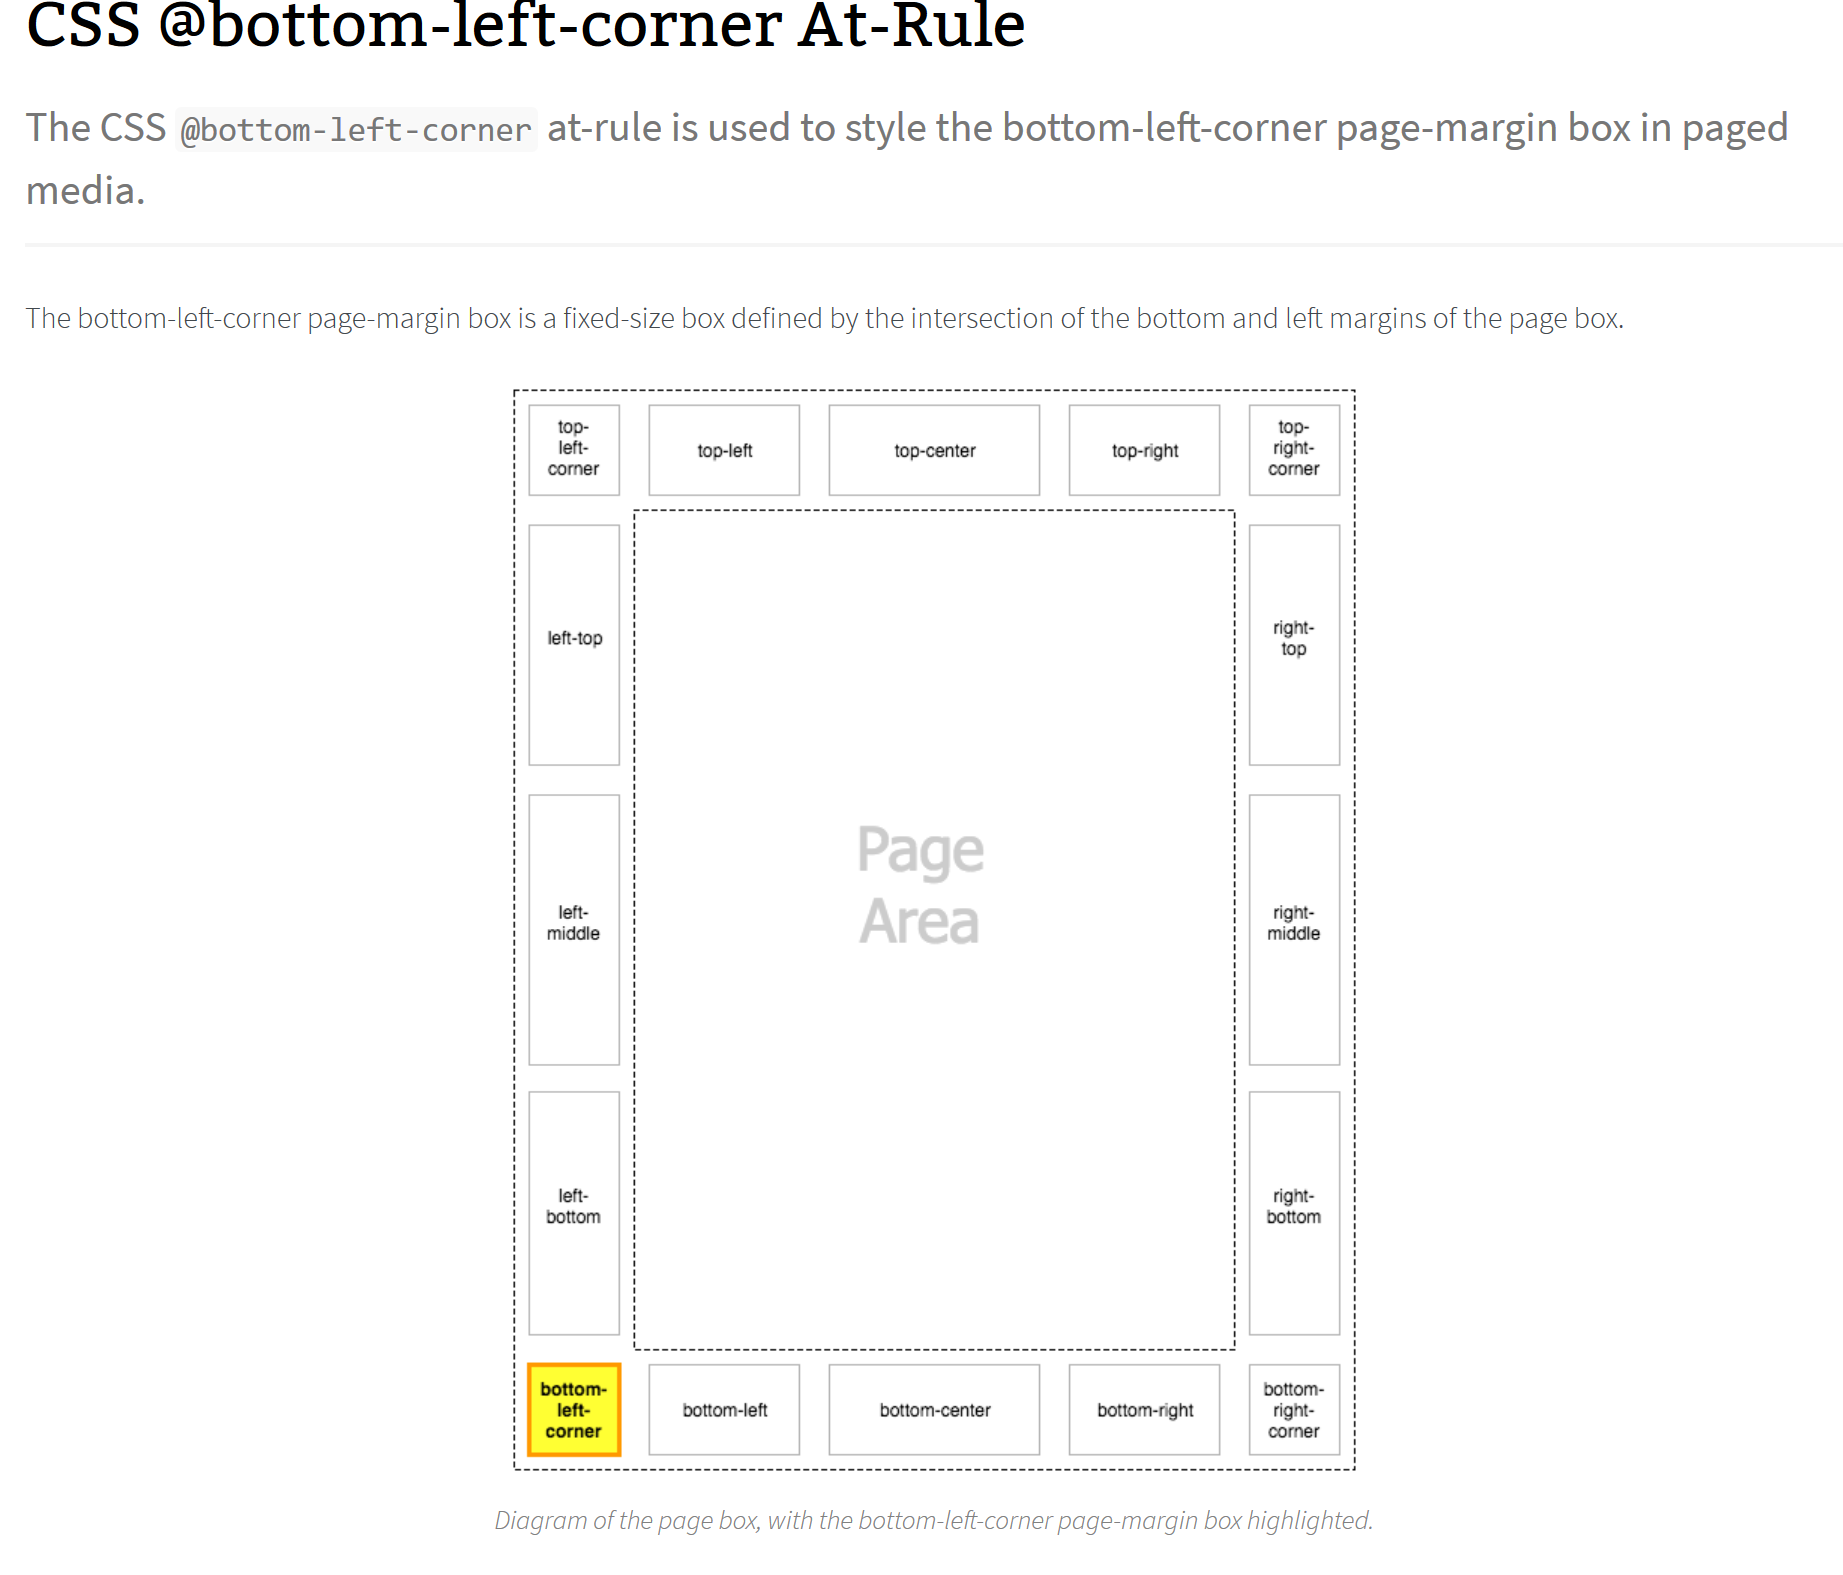 CSS @bottom-left-corner At-Rule
The CSS @bottom-left-corner at-rule is used to style the bottom-left-corner page-margin box in paged
media.
The bottom-left-corner page-margin box is a fixed-size box defined by the intersection of the bottom and left margins of the page box.
top-
left-
corner
top-left
top-center
top-right
top-
right-
corner
left-top
right-
top
Page
Area
left-
middle
right-
middle
left-
bottom
right-
bottom
bottom-
left-
corner
bottom-left
bottom-center
bottom-right
bottom-
right-
corner
Diagram of the page box, with the bottom-left-corner page-margin box highlighted.